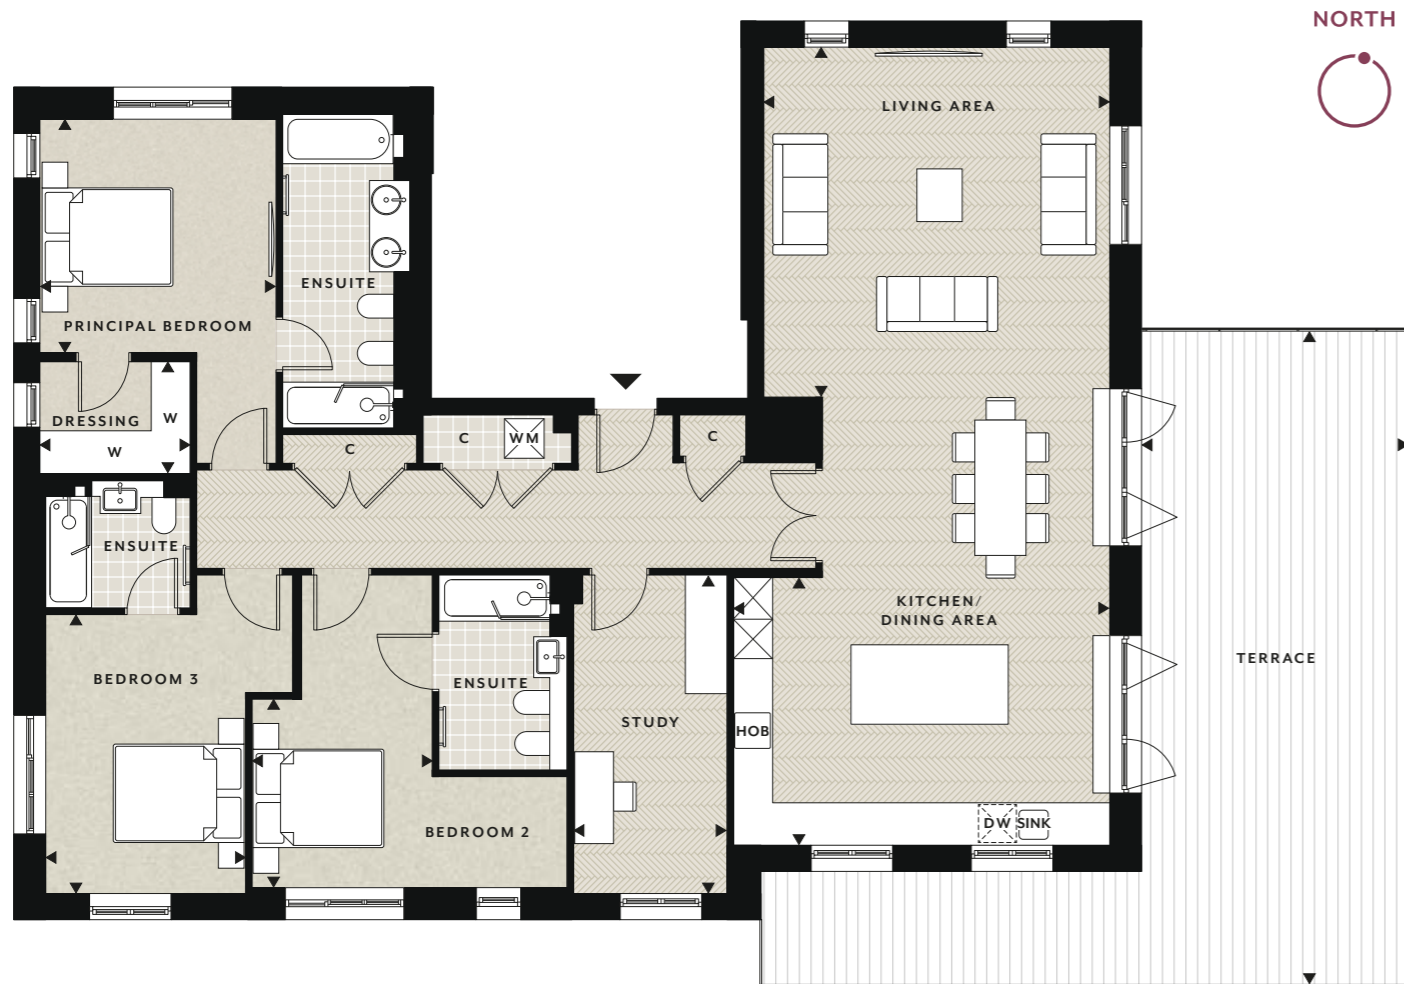 NORTH
LIVING AREA
ENSUITE
PRINCIPAL BEDROOM
DRESSING
W
W
C
C
WM
C
ENSUITE
KITCHEN/
DINING AREA
TERRACE
BEDROOM 3
ENSUITE
STUDY
HOB
BEDROOM 2
DW
SINK